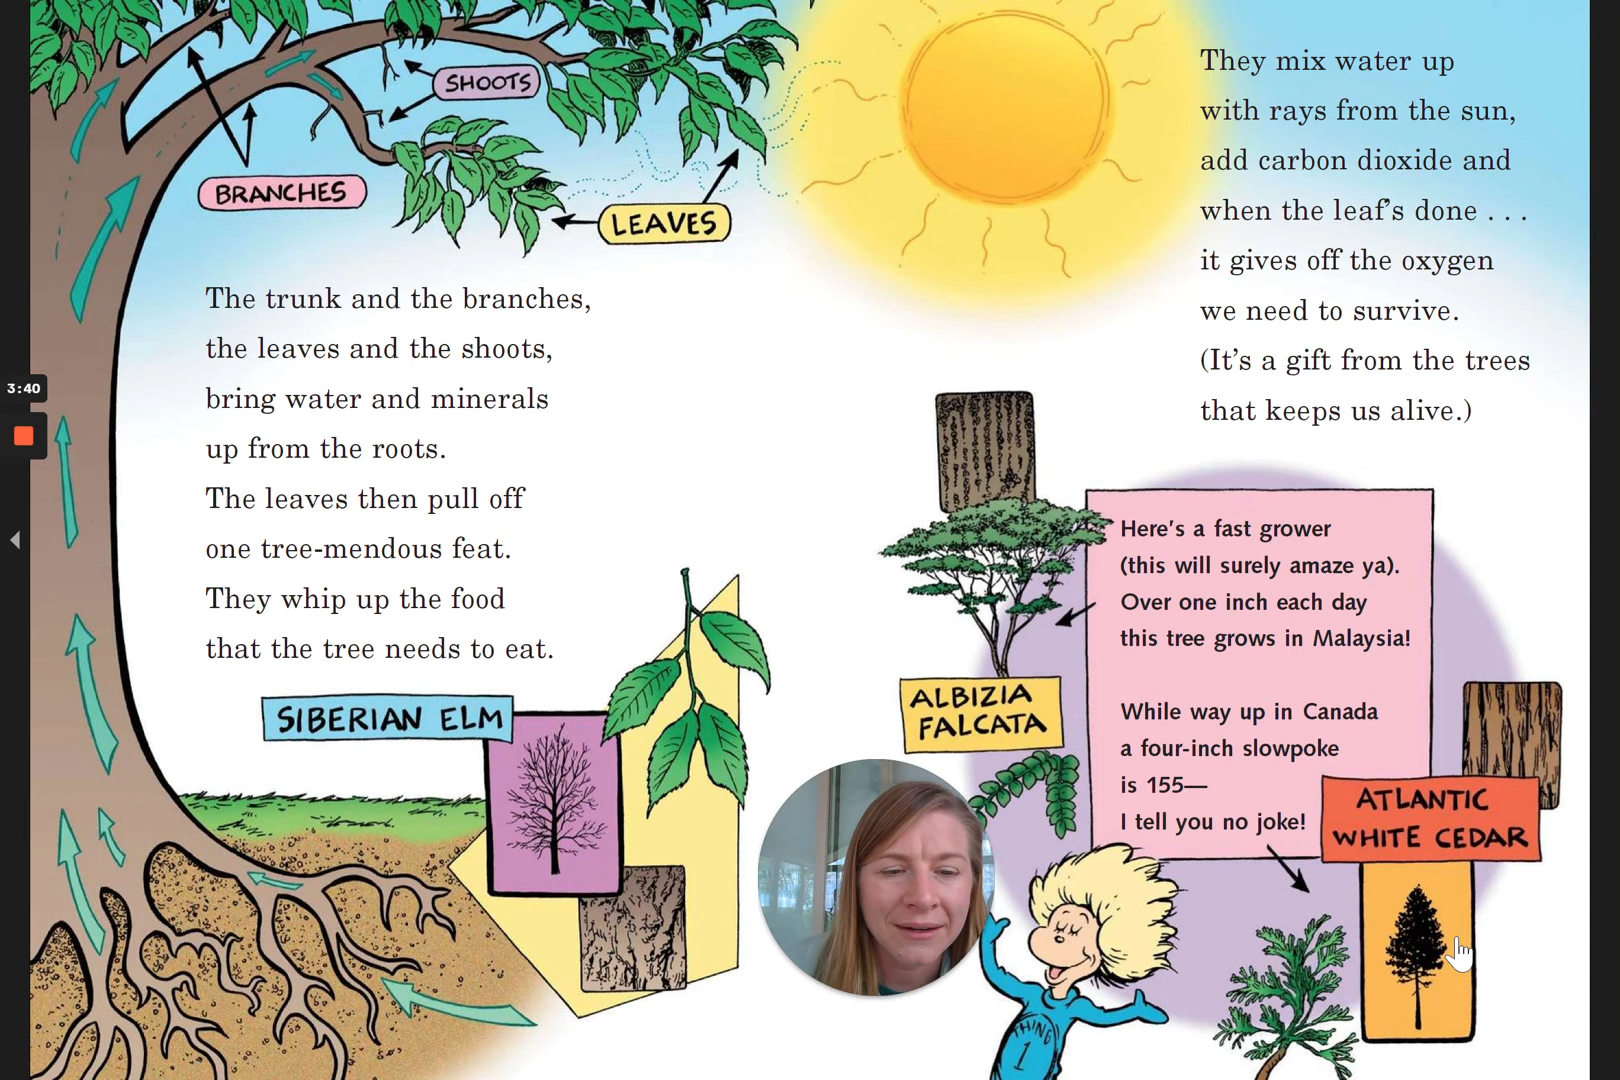 SHOOTS
BRANCHES
LEAVES
The trunk and the branches,
the leaves and the shoots,
bring water and minerals
up from the roots.
The leaves then pull off
one tree-mendous feat.
They whip up the food
that the tree needs to eat.
They mix water up
with rays from the sun,
add carbon dioxide and
when the leaf’s done . . .
it gives off the oxygen
we need to survive.
(It’s a gift from the trees
that keeps us alive.)
3:40
SIBERIAN ELM
Here’s a fast grower
(this will surely amaze ya).
Over one inch each day
this tree grows in Malaysia!
While way up in Canada
a four-inch slowpoke
is 155—
I tell you no joke!
ALBIZIA
FALCATA
ATLANTIC
WHITE CEDAR
THING
1